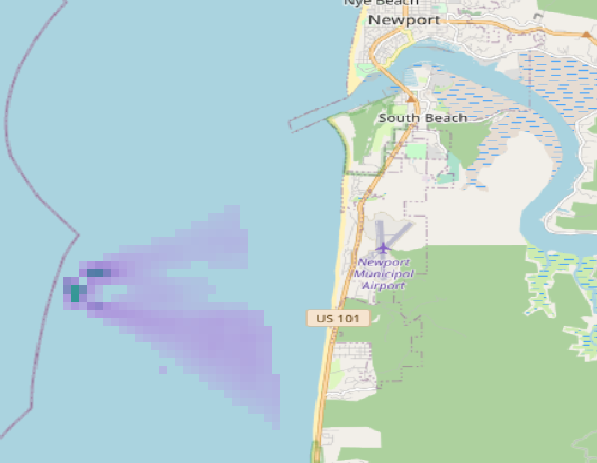 Nye Beach
Newport
South Beach
Newport
Municipal
Airport
US 101